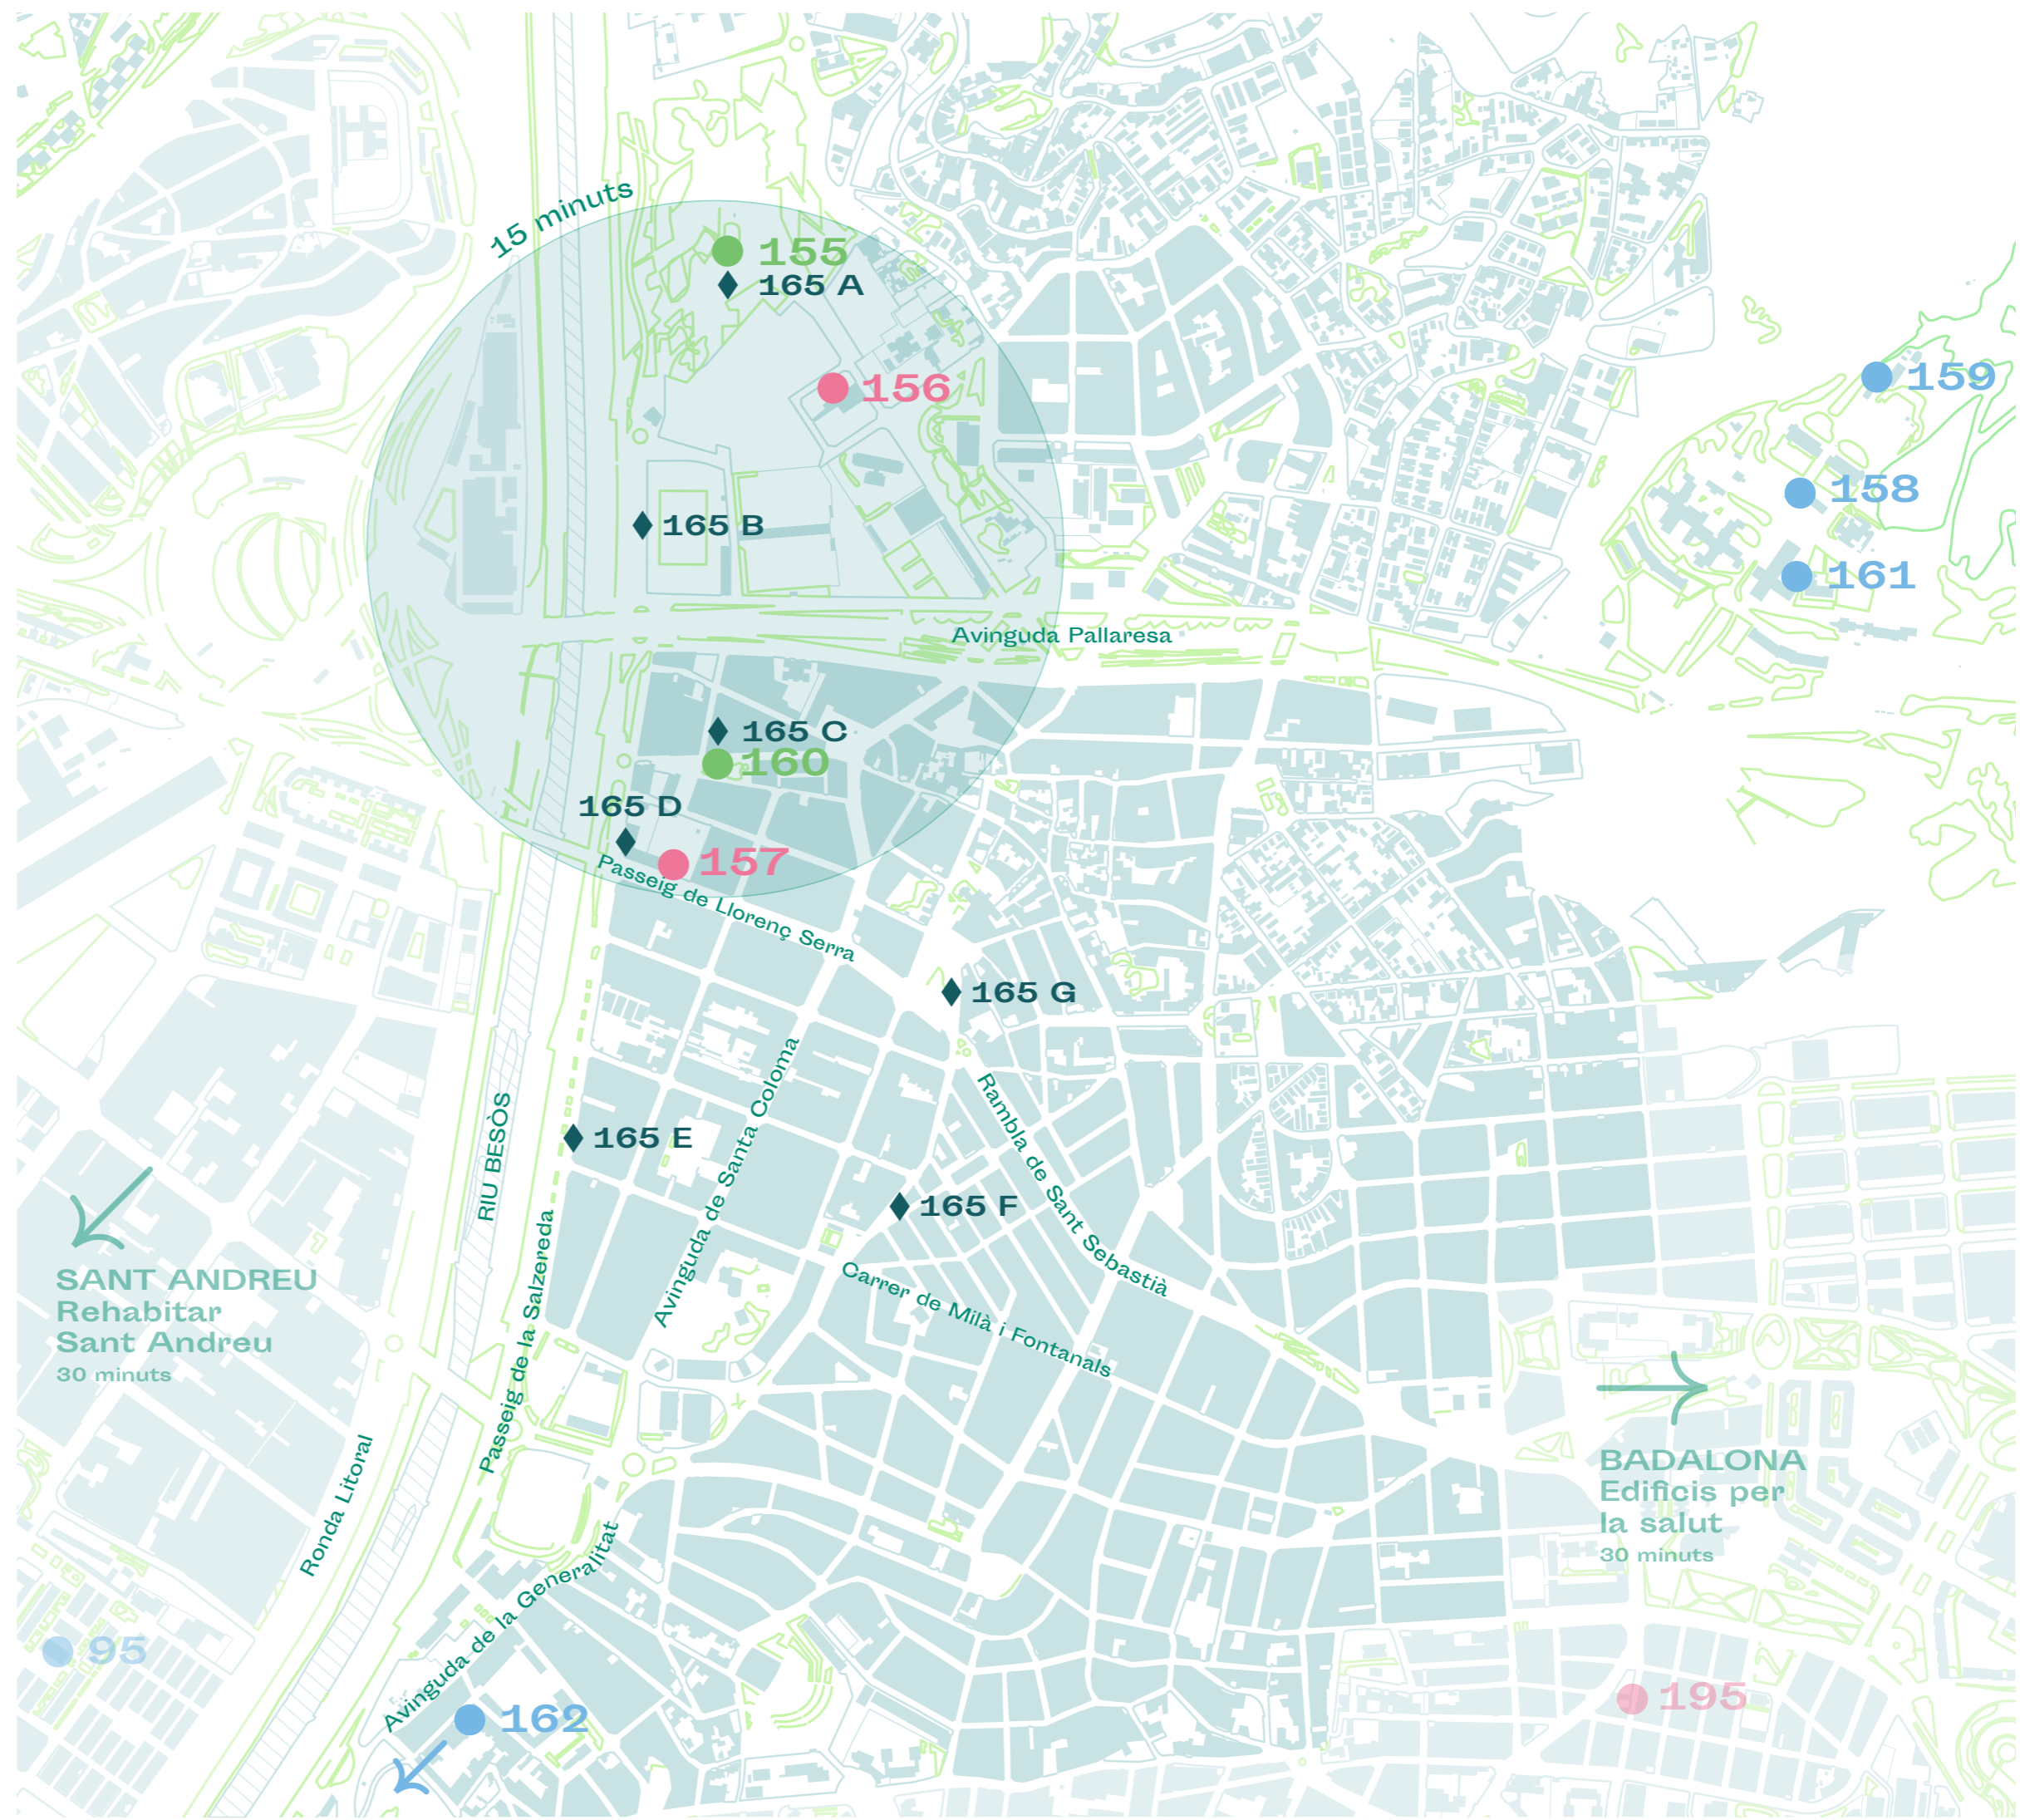 15 minuts
155
165 A
156
159
158
165 B
161
Avinguda Pallaresa
165 C
160
165 D
157
Passeig de Llorenç Serra
165 G
Rambla de Sant Sebastià
Avinguda de Santa Coloma
RIU BESÒS
165 E
165 F
Passeig de la Salzereda
Carrer de Milà i Fontanals
SANT ANDREU
Rehabitar
Sant Andreu
30 minuts
Ronda Litoral
BADALONA
Edificis per
la salut
30 minuts
Avinguda de la Generalitat
95
162
195